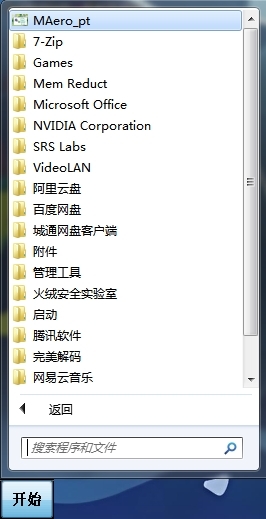 MAero_pt
7-Zip
Games
Mem Reduct
Microsoft Office
NVIDIA Corporation
SRS Labs
VideoLAN
阿里云盘
百度网盘
城通网盘客户端
附件
管理工具
火绒安全实验室
启动
腾讯软件
完美解码
网易云音乐
返回
搜索程序和文件
开始